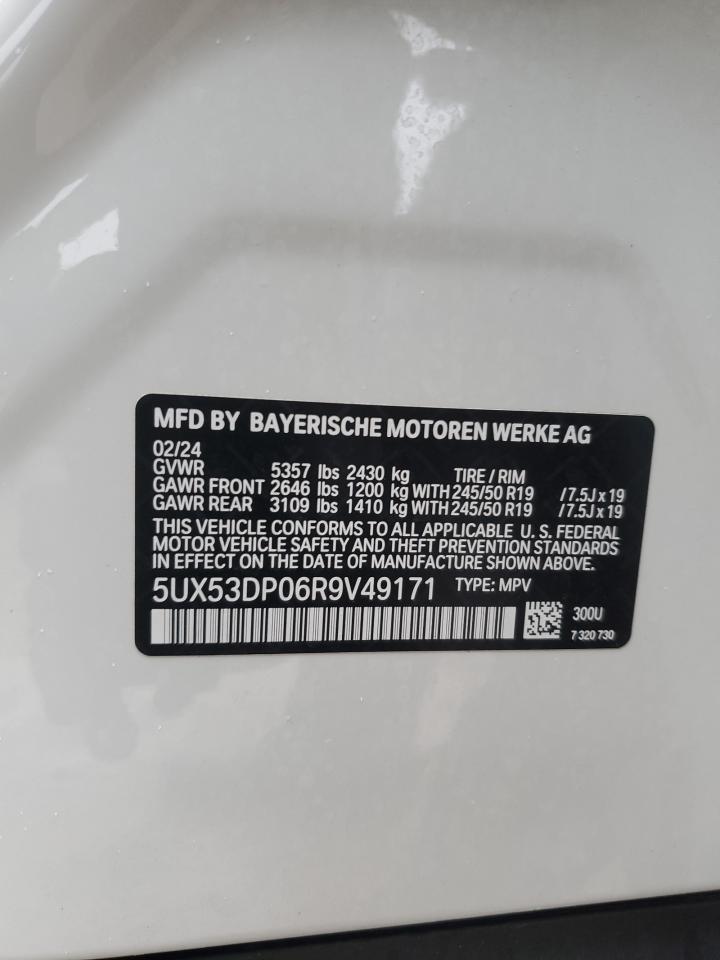 MFD BY BAYERISCHE MOTOREN WERKE AG
02/24
GVWR 5357 lbs 2430 kg TIRE / RIM
GAWR FRONT 2646 lbs 1200 kg WITH 245/50 R19 /7.5J x 19
GAWR REAR 3109 lbs 1410 kg WITH 245/50 R19 /7.5J x 19
THIS VEHICLE CONFORMS TO ALL APPLICABLE U. S. FEDERAL
MOTOR VEHICLE SAFETY AND THEFT PREVENTION STANDARDS
IN EFFECT ON THE DATE OF MANUFACTURE SHOWN ABOVE.
5UX53DP06R9V49171 TYPE: MPV
300U
7 320 730